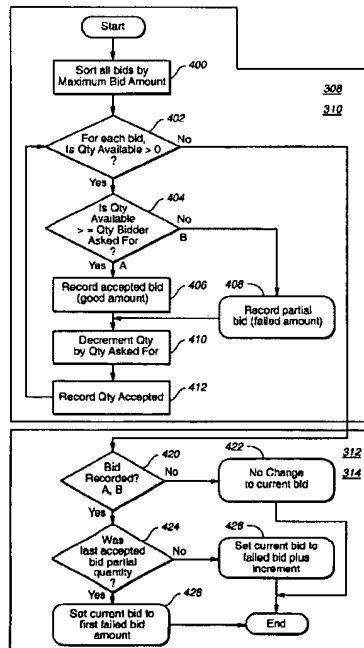 Start
400
Sort all bids by
Maximum Bid Amount
308
310
402
For each bid,
Is Qty Available > 0
?
No
Yes
404
Is Qty
Available
> = Qty Bidder
Asked For
?
No
B
Yes
A
406
Record accepted bid
(good amount)
408
Record partial
bid (failed amount)
Decrement Qty
by Qty Asked For
410
Record Qty Accepted
412
420
Bid
Recorded?
A, B
No
Yes
422
No Change
to current bid
312
314
424
Was
last accepted
bid partial
quantity
?
No
Yes
426
Set current bid to
failed bid plus
increment
428
Set current bid to
first failed bid
amount
End